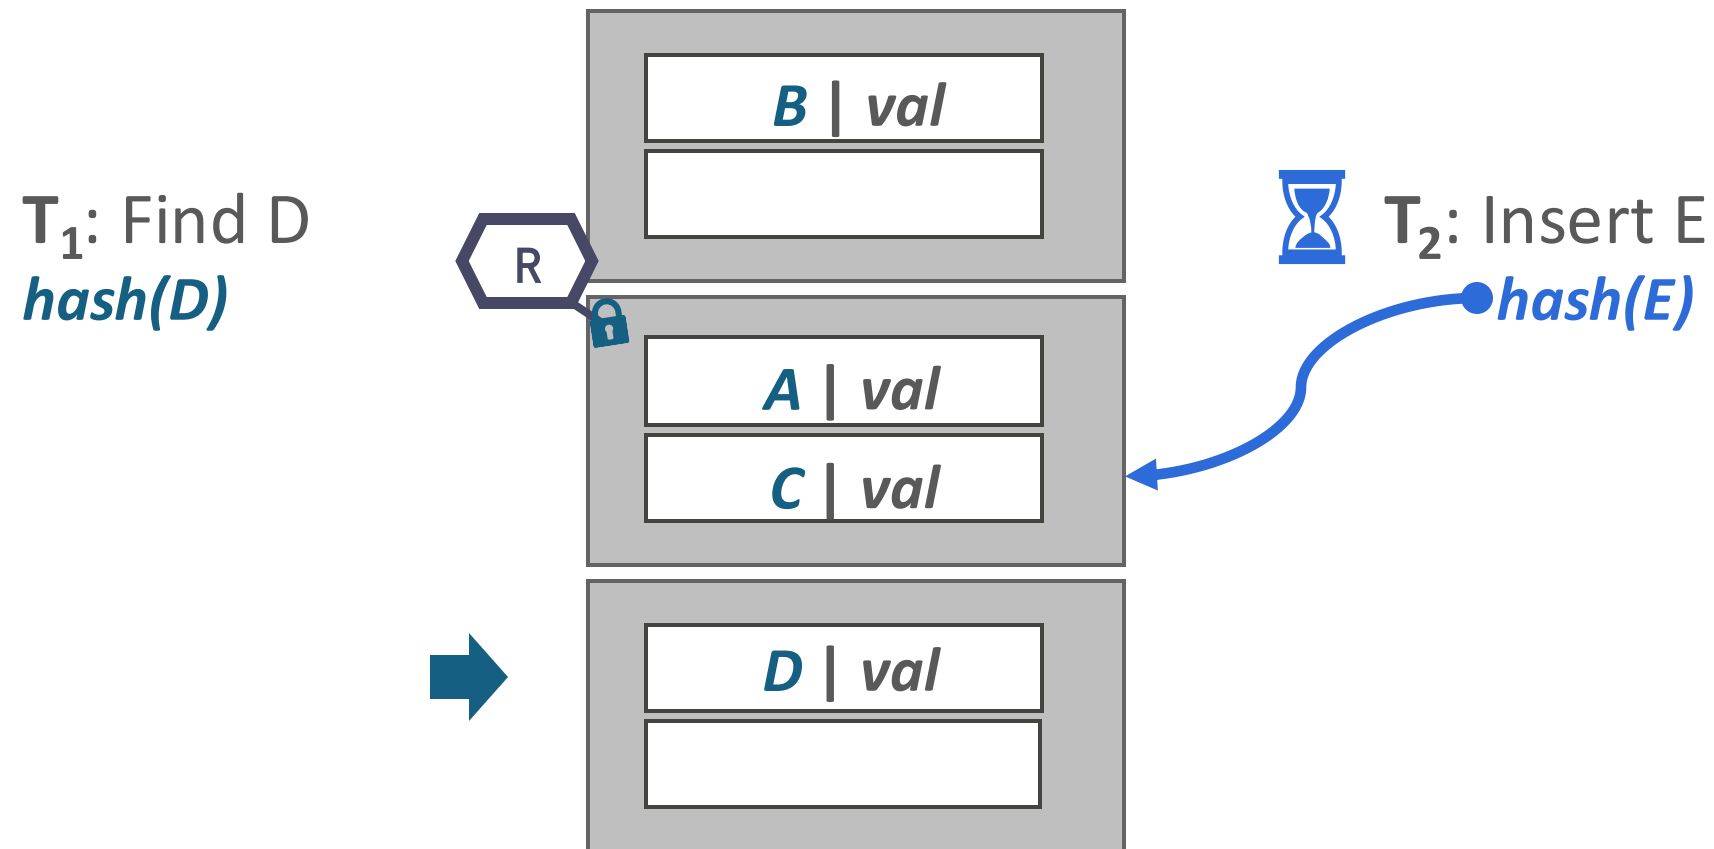 B | val
T₁: Find D
hash(D)
R
T₂: Insert E
hash(E)
A | val
C | val
D | val